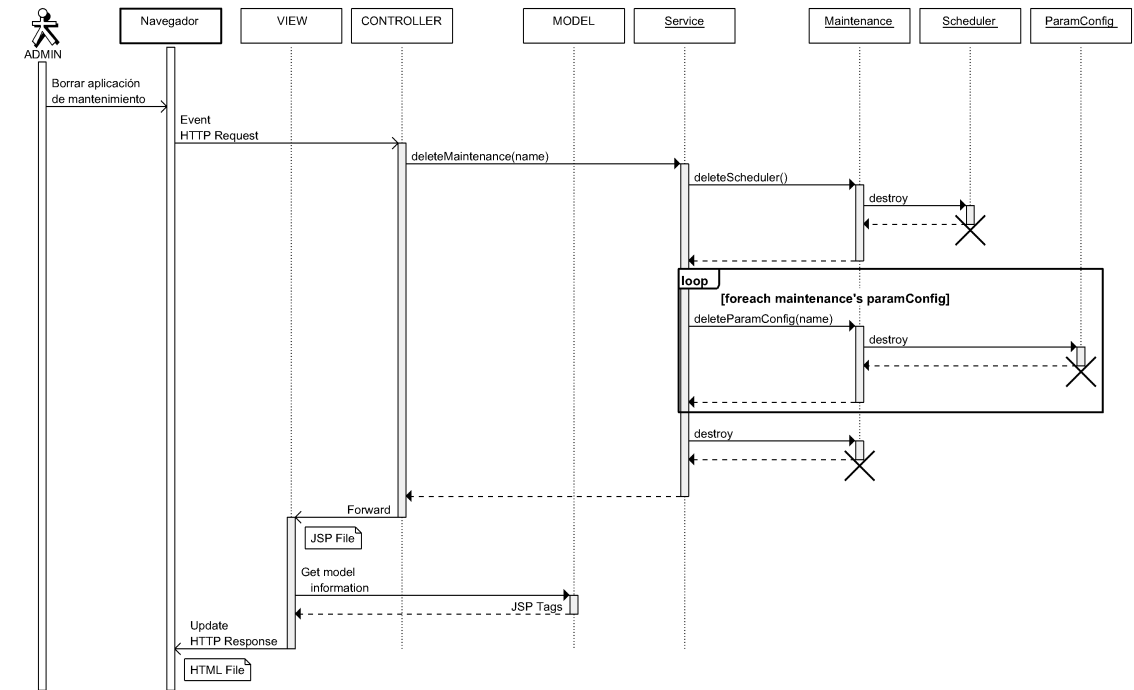 Navegador
VIEW
CONTROLLER
MODEL
Service
Maintenance
Scheduler
ParamConfig
ADMIN
Borrar aplicación
de mantenimiento
Event
HTTP Request
deleteMaintenance(name)
deleteScheduler()
destroy
loop
[foreach maintenance's paramConfig]
deleteParamConfig(name)
destroy
destroy
Forward
JSP File
Get model
information
JSP Tags
Update
HTTP Response
HTML File